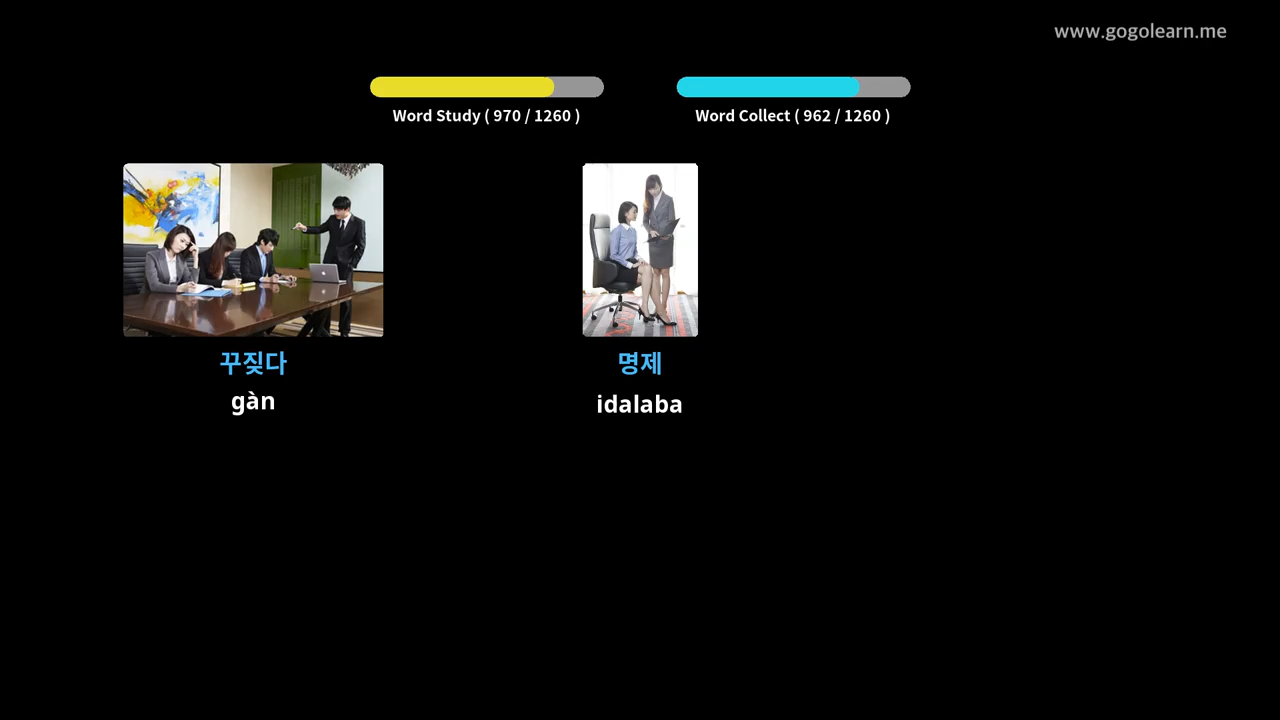 www.gogolearn.me
Word Study ( 970 / 1260 )
Word Collect ( 962 / 1260 )
꾸짖다
gàn
명제
idalaba